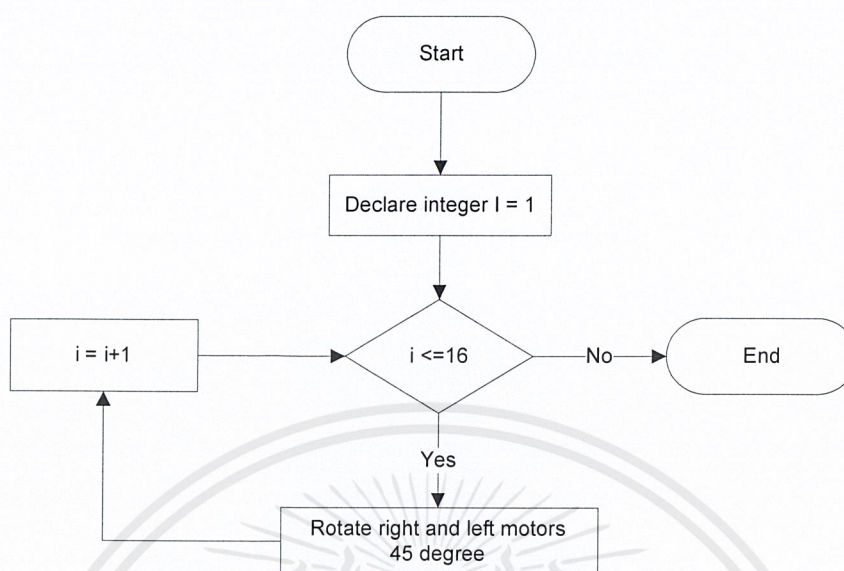 Start
Declare integer I = 1
i = i+1
i <=16
No
End
Yes
Rotate right and left motors
45 degree